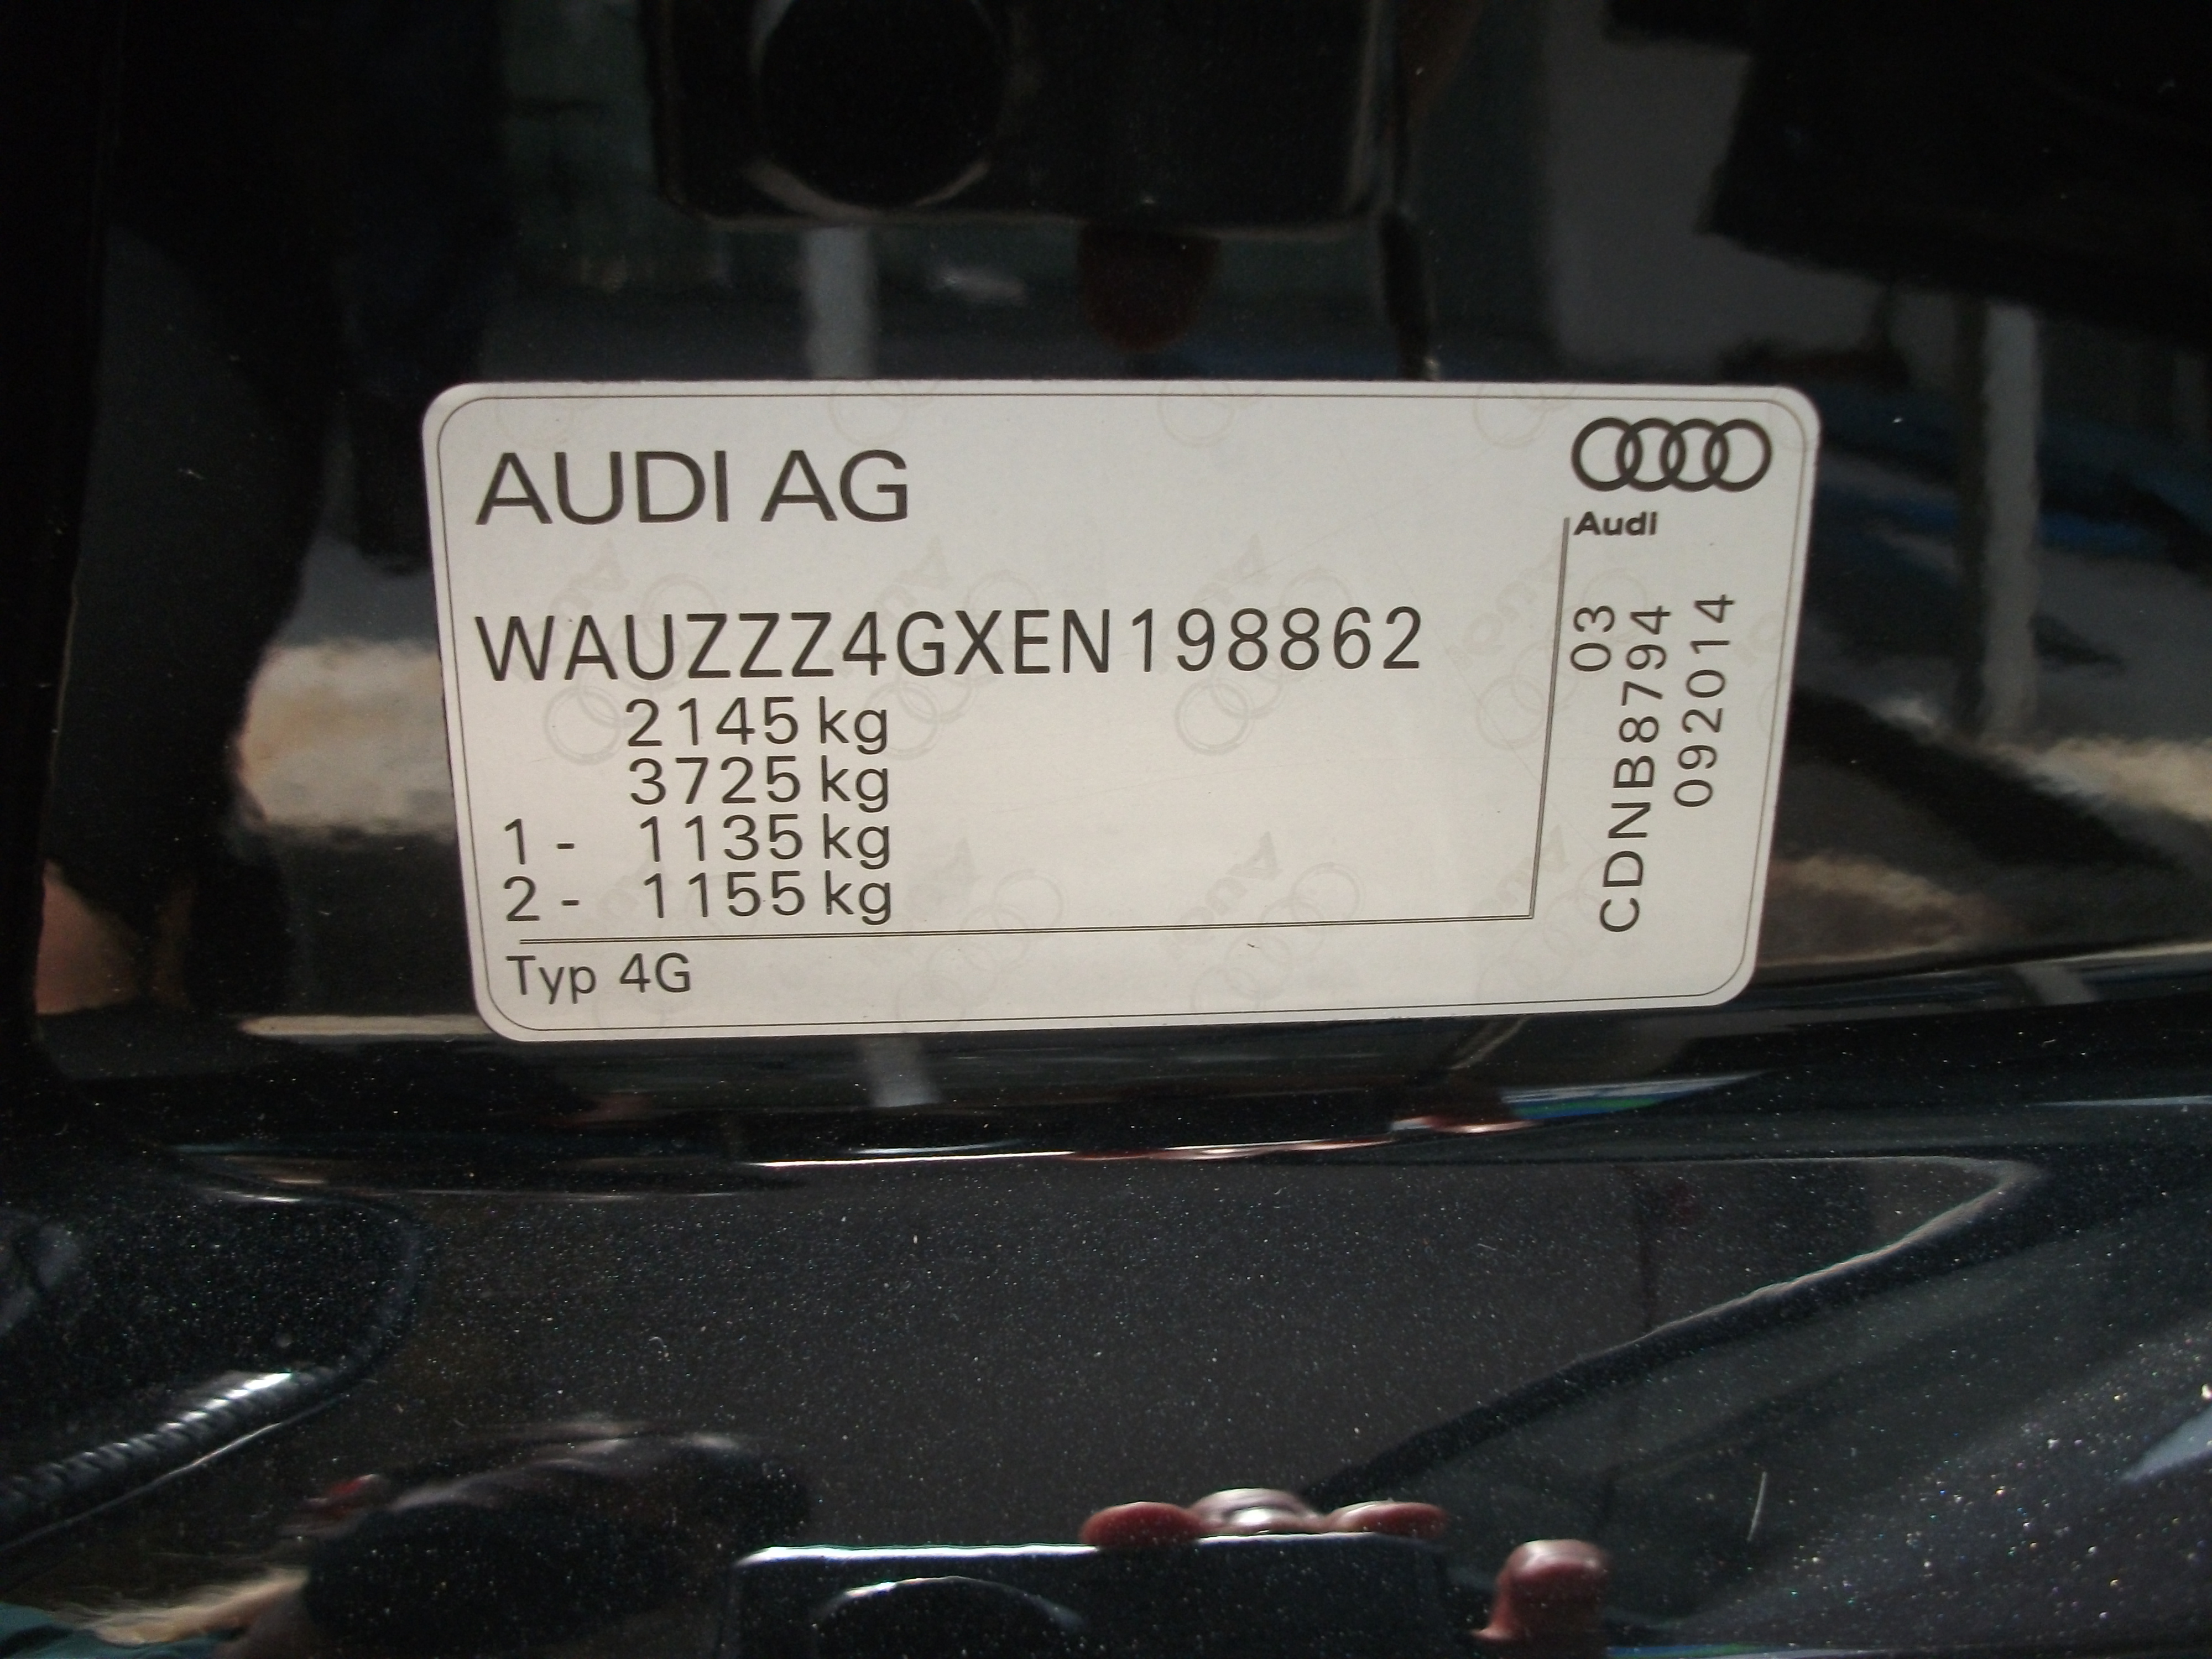 AUDI AG
Audi
WAUZZZ4GXEN198862
2145 kg
3725 kg
1 - 1135 kg
2 - 1155 kg
Typ 4G
03
CDNB8794
092014